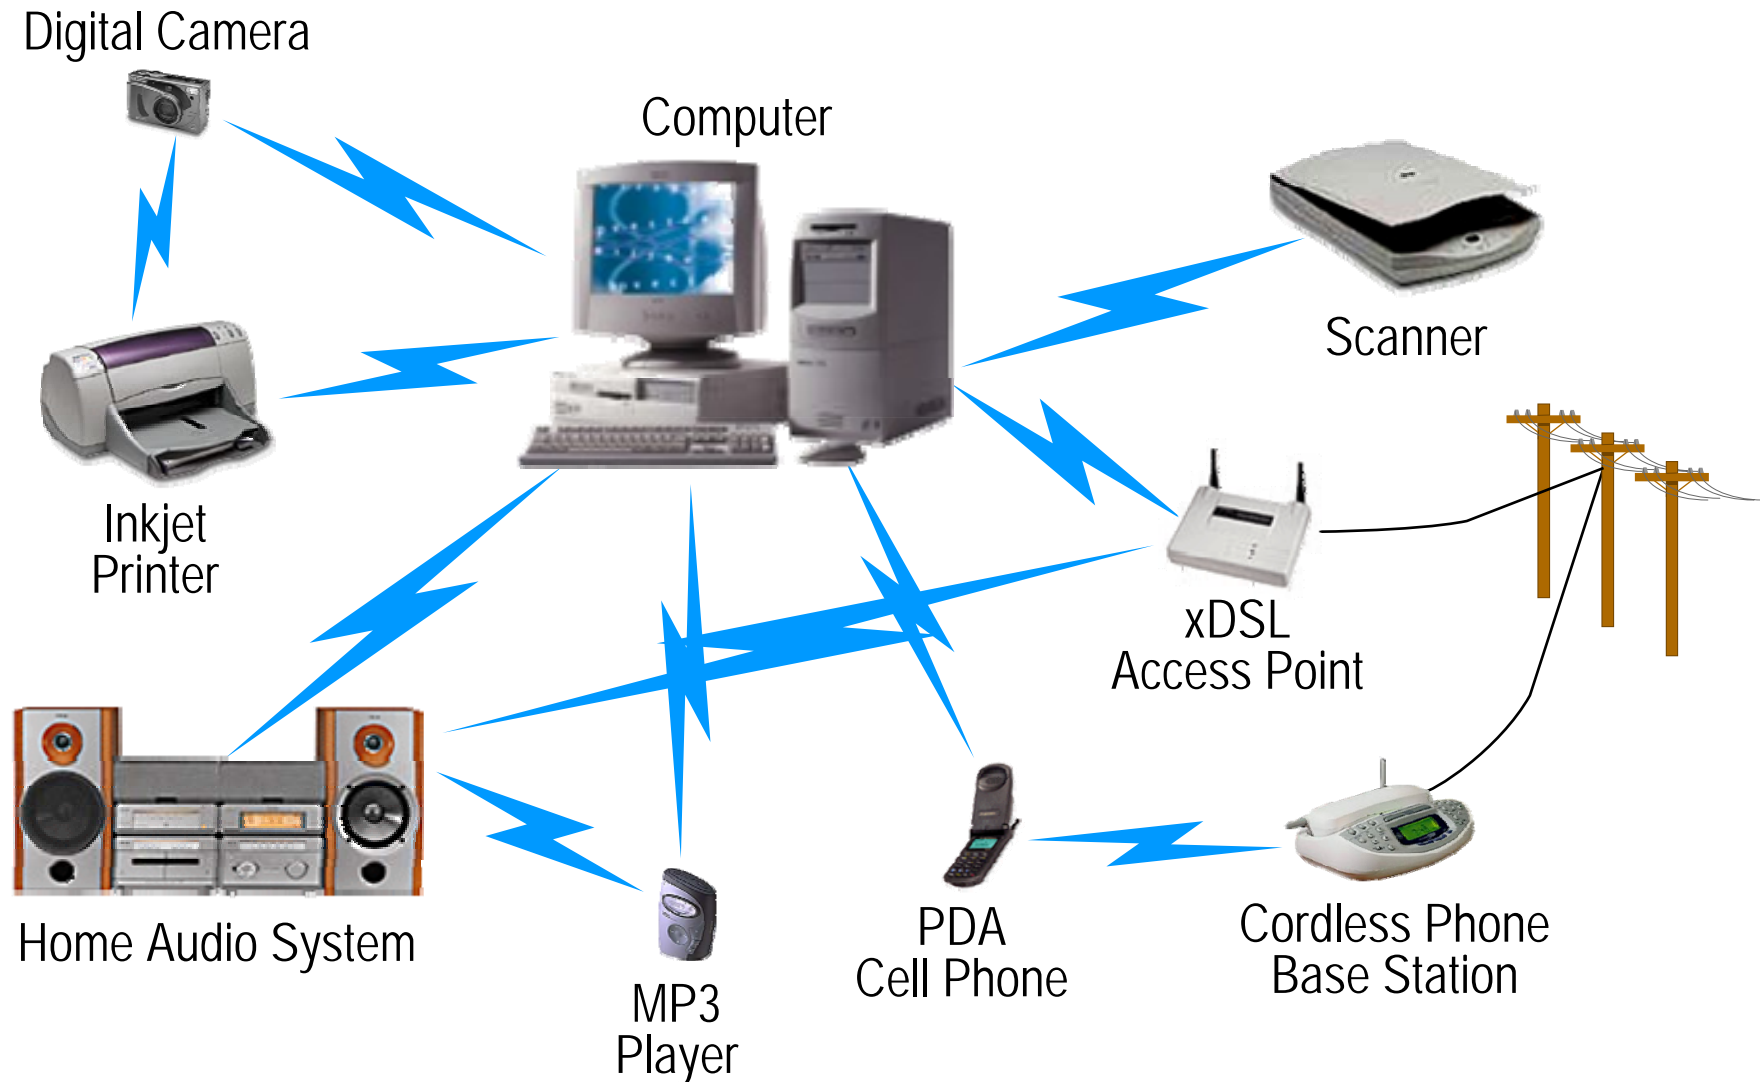 Digital Camera
Computer
Scanner
Inkjet
Printer
xDSL
Access Point
Home Audio System
MP3
Player
PDA
Cell Phone
Cordless Phone
Base Station